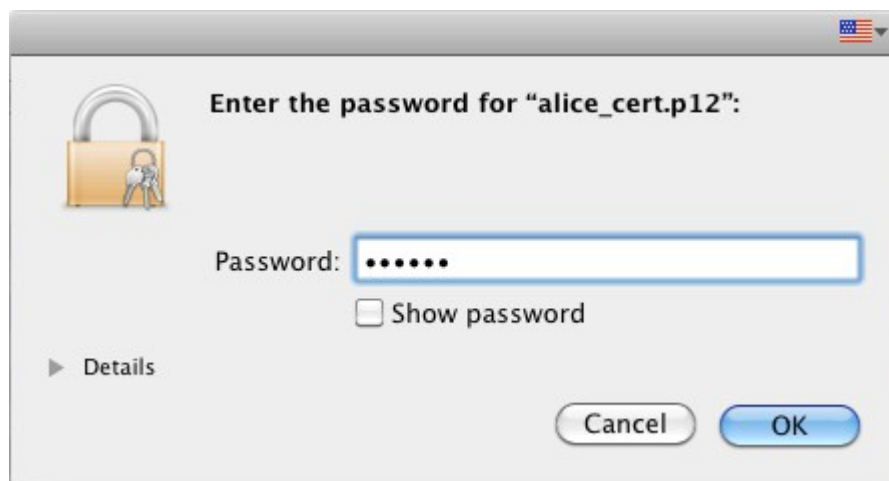 Enter the password for “alice_cert.p12”:
Password: ••••••
Show password
Details
Cancel OK